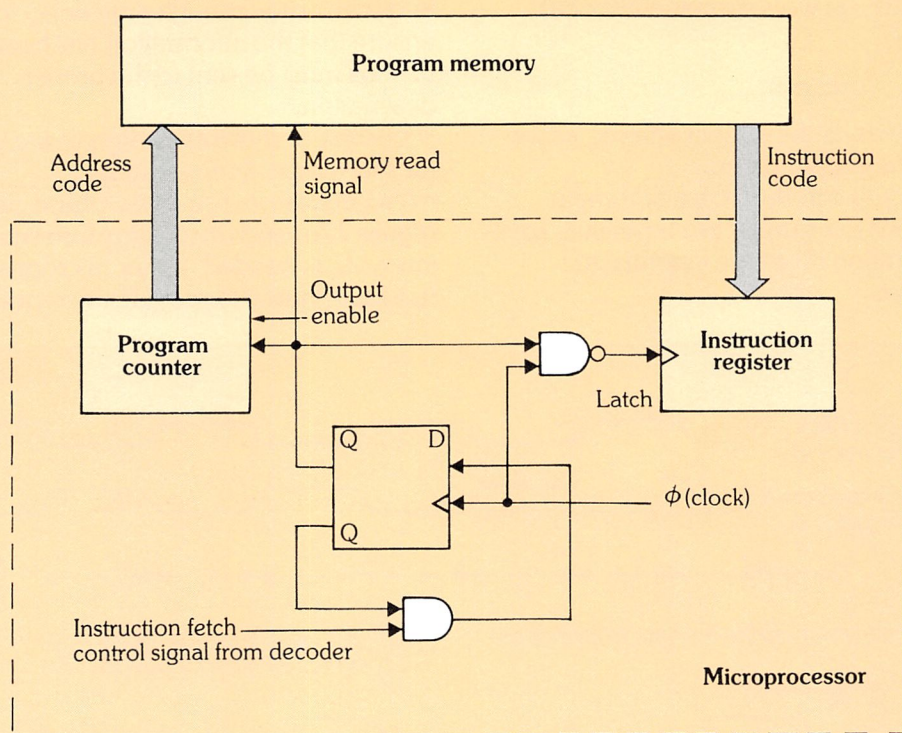 Program memory
Address
code
Memory read
signal
Instruction
code
Output
enable
Program
counter
Instruction
register
Latch
Q
D
ϕ (clock)
Q
Instruction fetch
control signal from decoder
Microprocessor